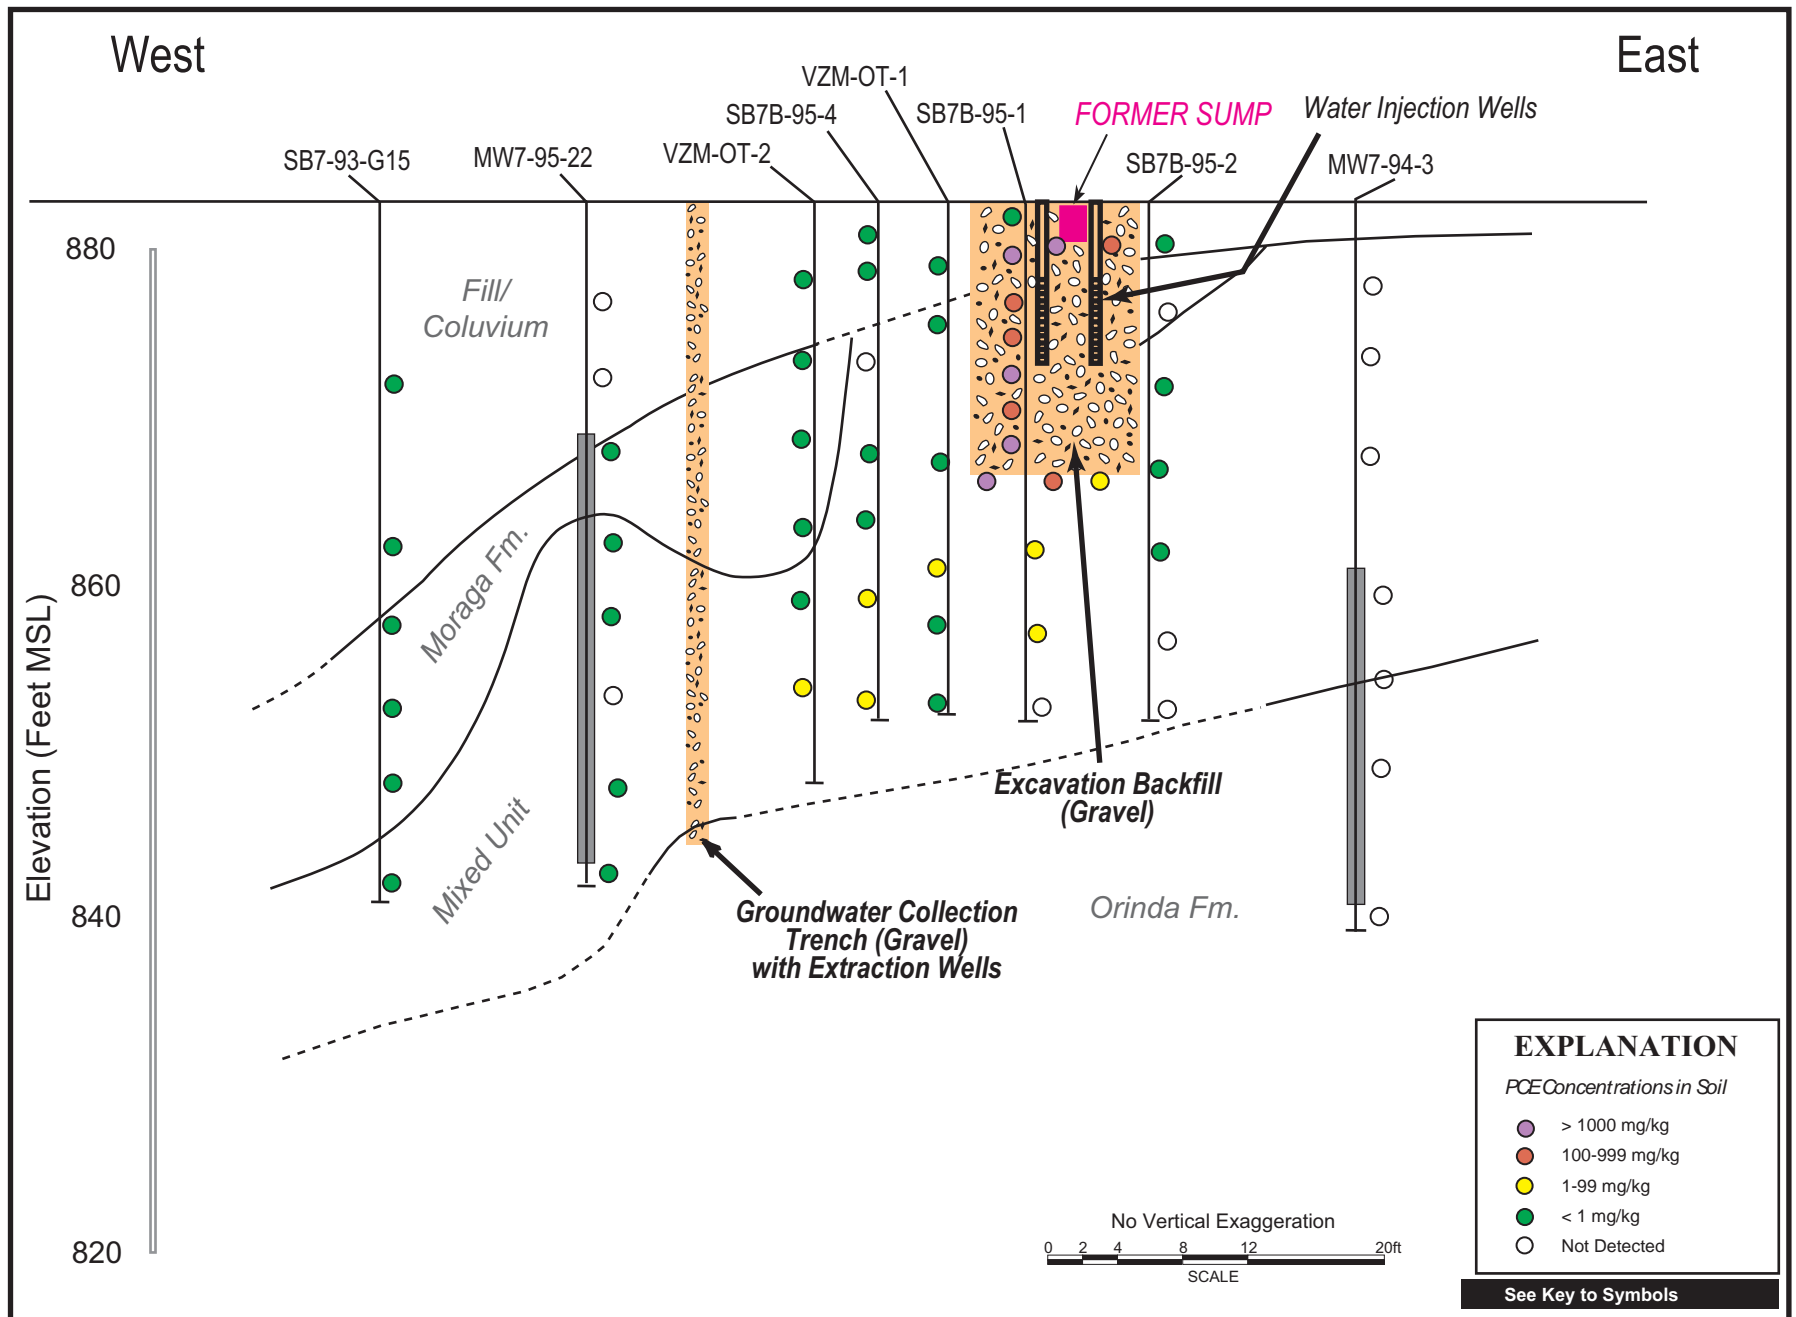 West
East
VZM-OT-1
SB7B-95-4
SB7B-95-1
FORMER SUMP
Water Injection Wells
SB7-93-G15
MW7-95-22
VZM-OT-2
SB7B-95-2
MW7-94-3
880
860
840
820
Elevation (Feet MSL)
Fill/
Coluvium
Moraga Fm.
Mixed Unit
Orinda Fm.
Excavation Backfill
(Gravel)
Groundwater Collection
Trench (Gravel)
with Extraction Wells
No Vertical Exaggeration
0 2 4 8 12 20ft
SCALE
EXPLANATION
PCE Concentrations in Soil
> 1000 mg/kg
100-999 mg/kg
1-99 mg/kg
< 1 mg/kg
Not Detected
See Key to Symbols